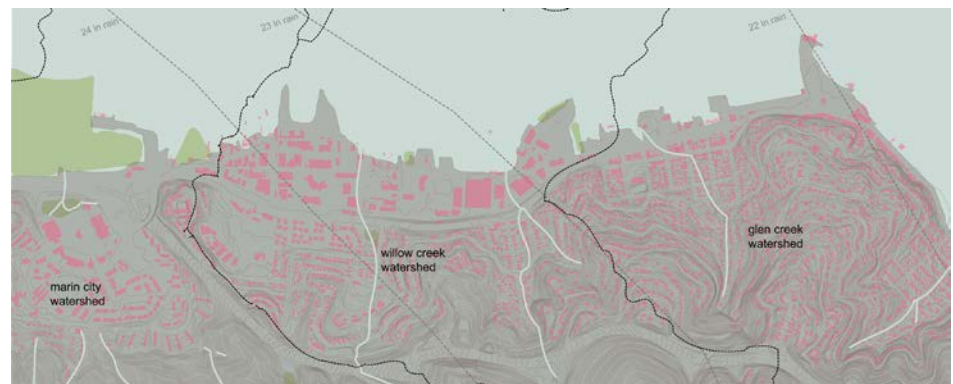 24 in rain
23 in rain
22 in rain
marin city
watershed
willow creek
watershed
glen creek
watershed